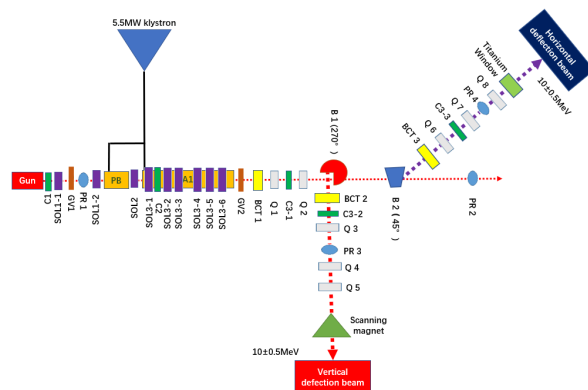 5.5MW klystron
Gun
C1
SOL1-1
GV1
PR 1
SOL1-2
PB
SOL2
SOL3-1
C2
SOL3-2
SOL3-3
A1
SOL3-4
SOL3-5
SOL3-6
GV2
BCT 1
Q 1
C3-1
Q 2
B 1 (270°)
BCT 2
C3-2
Q 3
PR 3
Q 4
Q 5
Scanning
magnet
10±0.5MeV
Vertical
defection beam
B 2 (45°)
BCT 3
Q 6
C3-3
Q 7
PR 4
Q 8
Titanium
Window
10±0.5MeV
Horizontal
deflection beam
PR 2